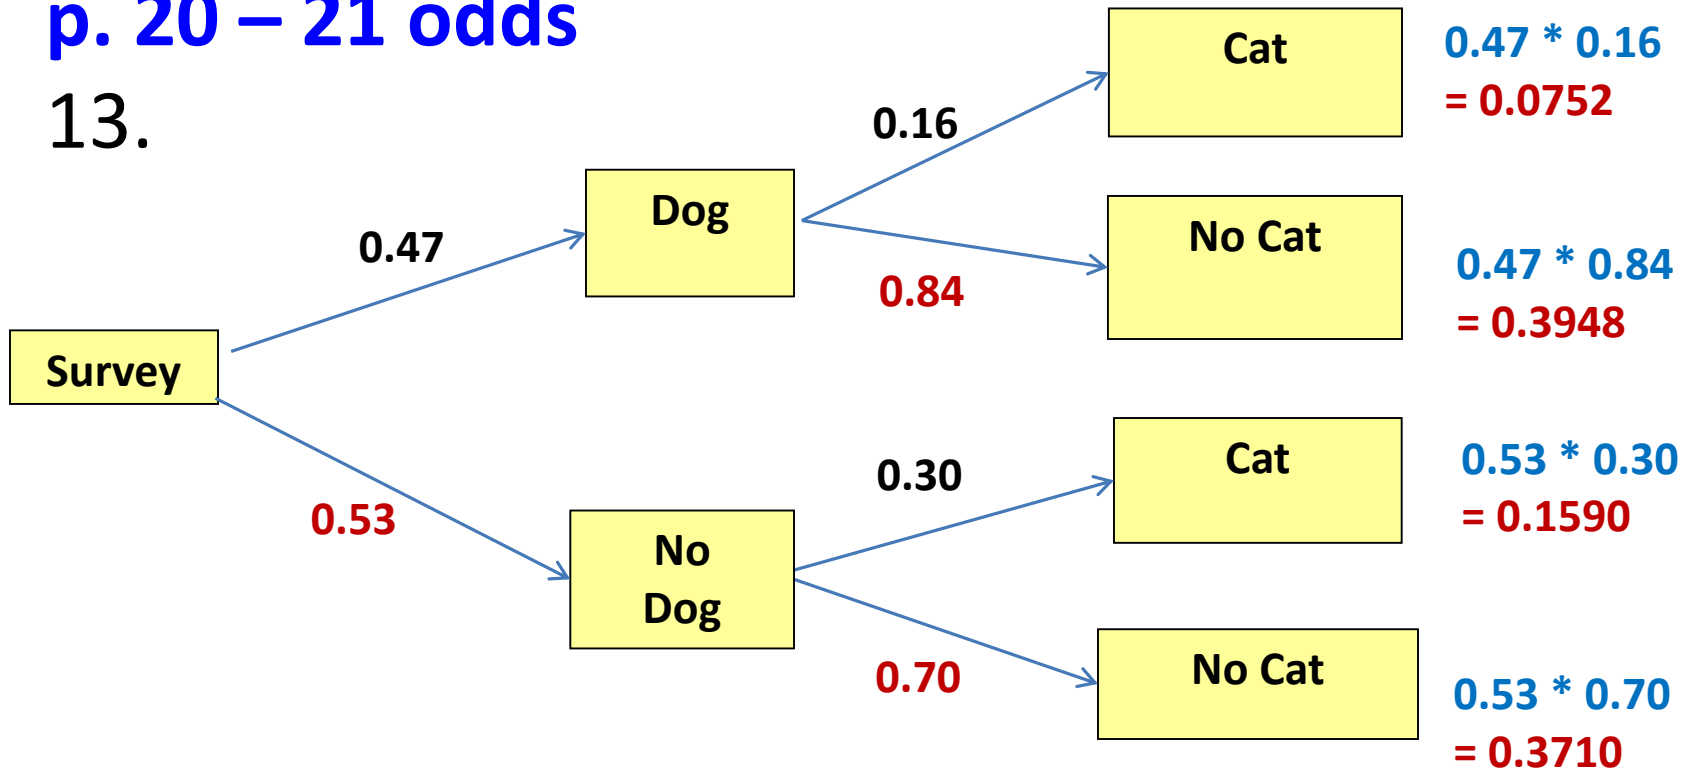 p. 20 – 21 odds
13.
Survey
0.47
0.53
Dog
No
Dog
0.16
0.84
0.30
0.70
Cat
0.47 * 0.16
= 0.0752
No Cat
0.47 * 0.84
= 0.3948
Cat
0.53 * 0.30
= 0.1590
No Cat
0.53 * 0.70
= 0.3710